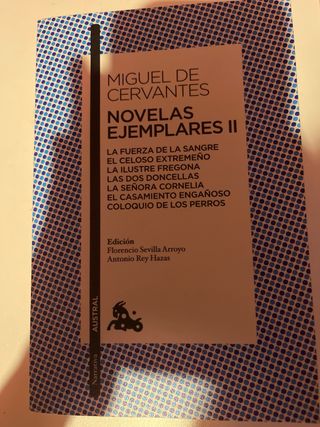 MIGUEL DE
CERVANTES
NOVELAS
EJEMPLARES II
LA FUERZA DE LA SANGRE
EL CELOSO EXTREMEÑO
LA ILUSTRE FREGONA
LAS DOS DONCELLAS
LA SEÑORA CORNELIA
EL CASAMIENTO ENGAÑOSO
COLOQUIO DE LOS PERROS
Edición
Florencio Sevilla Arroyo
Antonio Rey Hazas
AUSTRAL
Narrativa